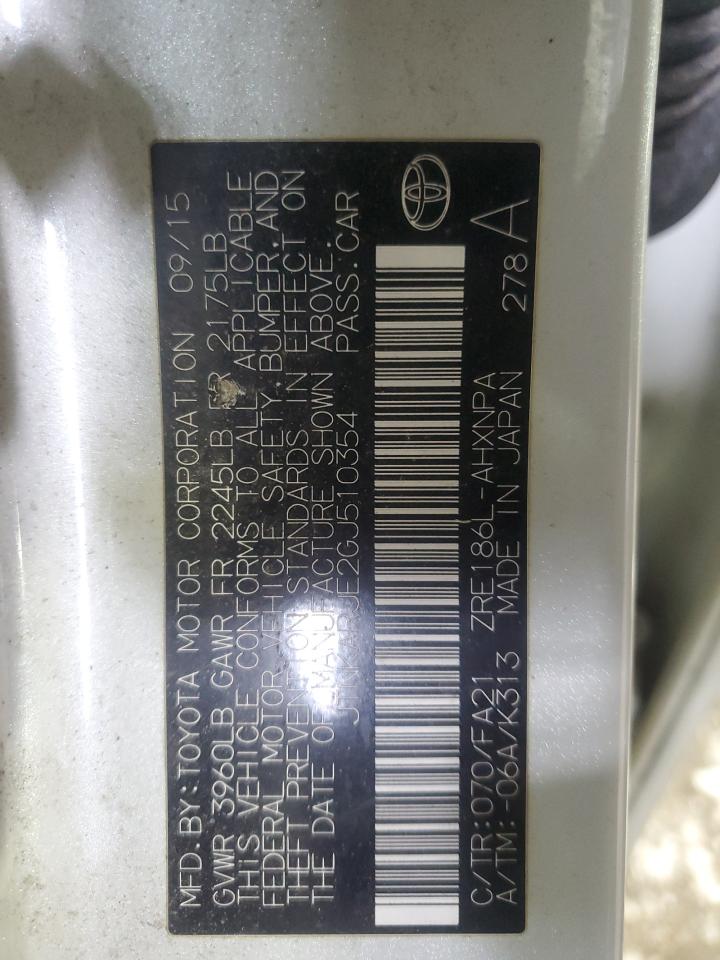 MFD.BY:TOYOTA MOTOR CORPORATION 09/15
GVWR 3960LB GAWR FR 2245LB RR 2175LB
THIS VEHICLE CONFORMS TO ALL APPLICABLE
FEDERAL MOTOR VEHICLE SAFETY BUMPER,AND
THEFT PREVENTION STANDARDS IN EFFECT ON
THE DATE OF MANUFACTURE SHOWN ABOVE.
PASS.CAR
C/TR:070/FA21 ZRE186L-AHXNPA 278 A
A/TM:-06A/K313 MADE IN JAPAN